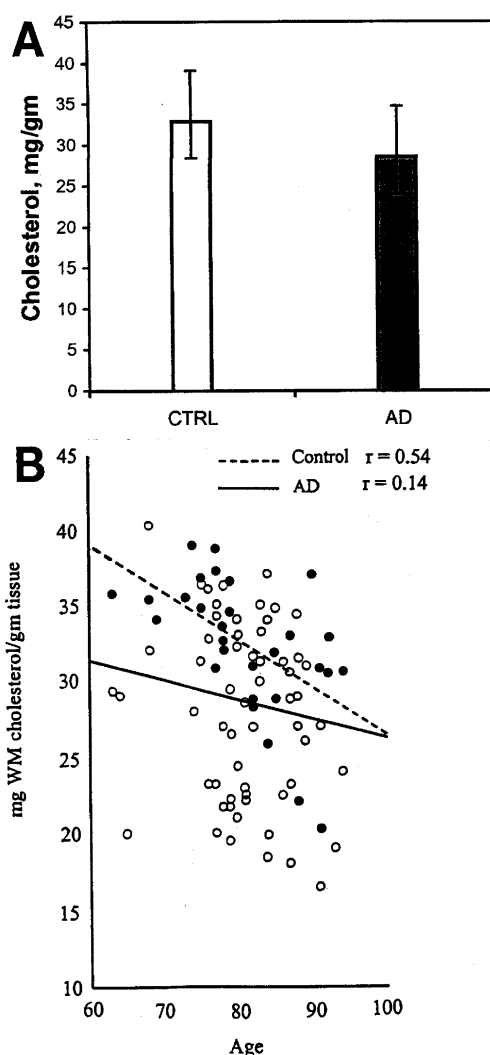 A
45
40
35
30
25
20
15
10
5
0
Cholesterol, mg/gm
CTRL
AD
B
Control r = 0.54
AD r = 0.14
45
40
35
30
25
20
15
10
mg WM cholesterol/gm tissue
60 70 80 90 100
Age